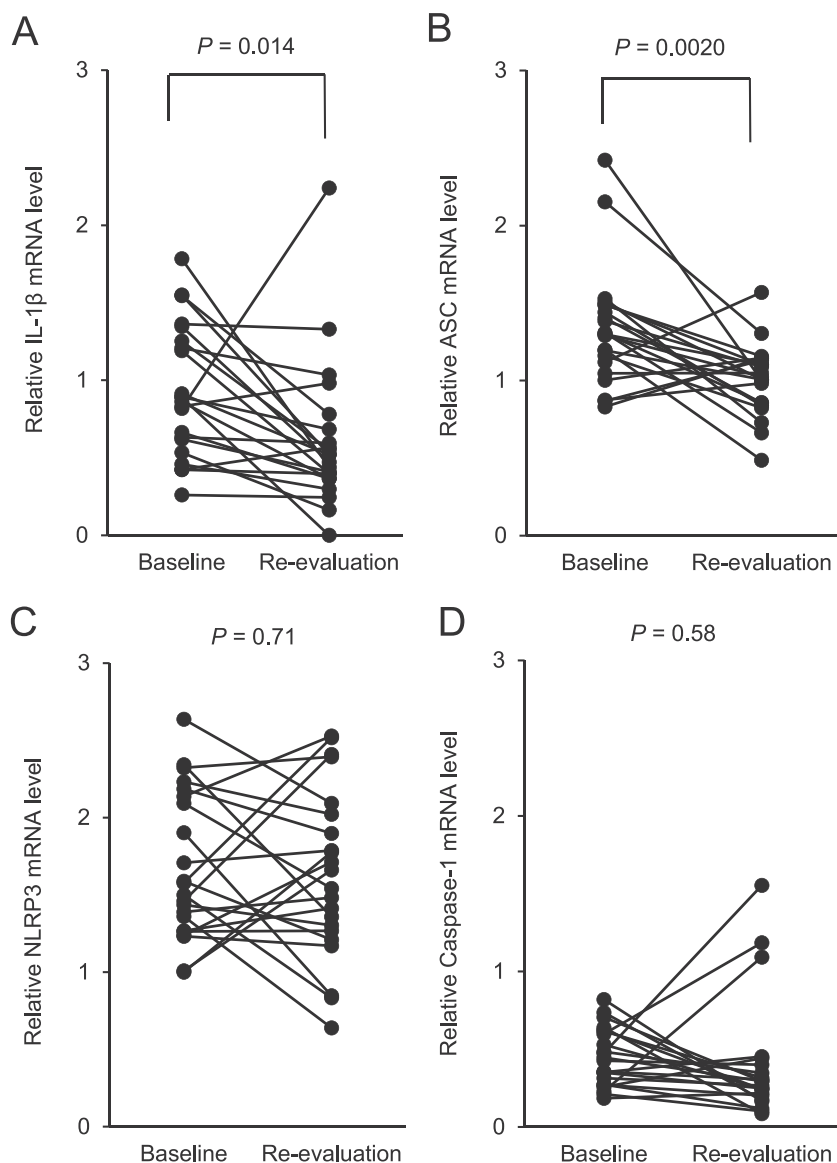 A
P = 0.014
Relative IL-1β mRNA level
3
2
1
0
Baseline
Re-evaluation
B
P = 0.0020
Relative ASC mRNA level
3
2
1
0
Baseline
Re-evaluation
C
P = 0.71
Relative NLRP3 mRNA level
3
2
1
0
Baseline
Re-evaluation
D
P = 0.58
Relative Caspase-1 mRNA level
3
2
1
0
Baseline
Re-evaluation